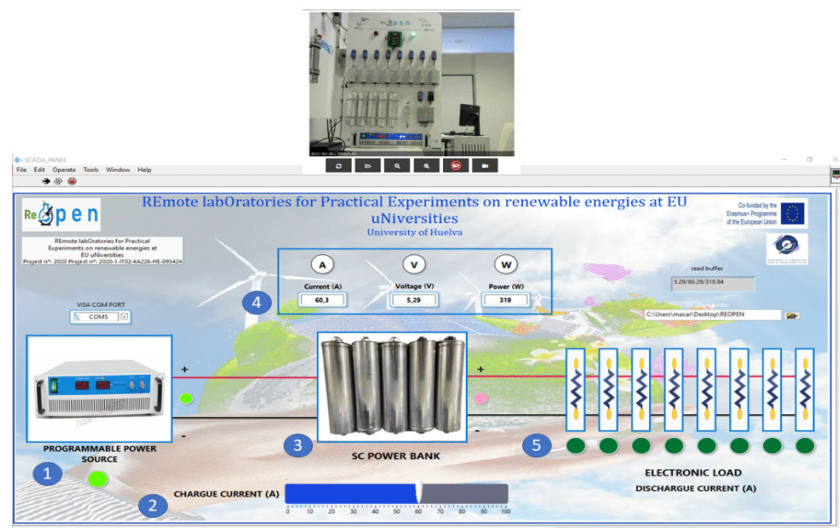 Re open
SCADA_PANEL
File Edit Operate Tools Window Help
REmote labOratories for Practical Experiments on renewable energies at EU
uNiversities
University of Huelva
Re open
Co-funded by the
Erasmus+ Programme
of the European Union
REmote labOratories for Practical
Experiments on renewable energies at
EU uNiversities
Project nº: 2020 Project nº: 2020-1-IT02-KA226-HE-095424
A V W
Current (A) Voltage (V) Power (W)
60,3 5,29 319
4
read buffer
5.29/60.29/318.94
C:\Users\macar\Desktop\REOPEN
VISA COM PORT
COM5
+ +
- -
PROGRAMMABLE POWER
SOURCE
1
3
SC POWER BANK
5
ELECTRONIC LOAD
DISCHARGUE CURRENT (A)
2
CHARGUE CURRENT (A)
0 10 20 30 40 50 60 70 80 90 100